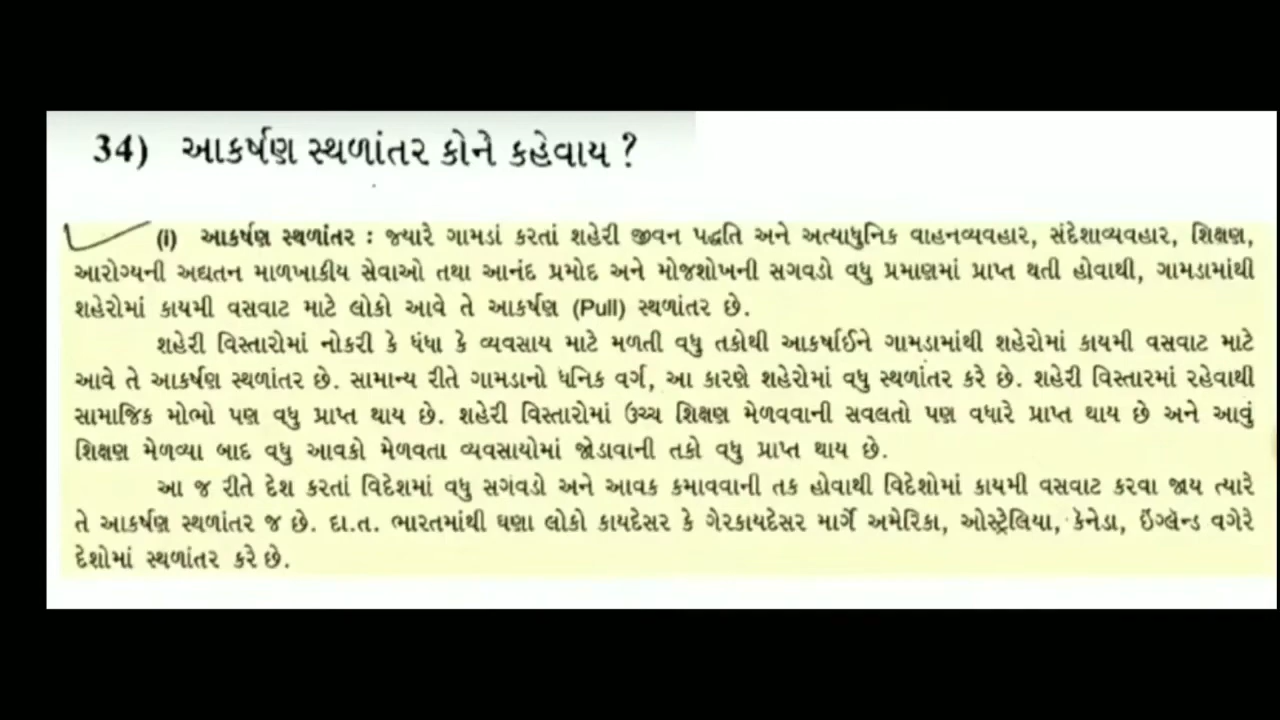 34) આકર્ષણ સ્થળાંતર કોને કહેવાય ?
(i) આકર્ષણ સ્થળાંતર : જ્યારે ગામડાં કરતાં શહેરી જીવન પદ્ધતિ અને અત્યાધુનિક વાહનવ્યવહાર, સંદેશાવ્યવહાર, શિક્ષણ,
આરોગ્યની અદ્યતન માળખાકીય સેવાઓ તથા આનંદ પ્રમોદ અને મોજશોખની સગવડો વધુ પ્રમાણમાં પ્રાપ્ત થતી હોવાથી, ગામડામાંથી
શહેરોમાં કાયમી વસવાટ માટે લોકો આવે તે આકર્ષણ (Pull) સ્થળાંતર છે.
શહેરી વિસ્તારોમાં નોકરી કે ધંધા કે વ્યવસાય માટે મળતી વધુ તકોથી આકર્ષાઈને ગામડામાંથી શહેરોમાં કાયમી વસવાટ માટે
આવે તે આકર્ષણ સ્થળાંતર છે. સામાન્ય રીતે ગામડાનો ધનિક વર્ગ, આ કારણે શહેરોમાં વધુ સ્થળાંતર કરે છે. શહેરી વિસ્તારમાં રહેવાથી
સામાજિક મોભો પણ વધુ પ્રાપ્ત થાય છે. શહેરી વિસ્તારોમાં ઉચ્ચ શિક્ષણ મેળવવાની સવલતો પણ વધારે પ્રાપ્ત થાય છે અને આવું
શિક્ષણ મેળવ્યા બાદ વધુ આવકો મેળવતા વ્યવસાયોમાં જોડાવાની તકો વધુ પ્રાપ્ત થાય છે.
આ જ રીતે દેશ કરતાં વિદેશમાં વધુ સગંવડો અને આવક કમાવવાની તક હોવાથી વિદેશોમાં કાયમી વસવાટ કરવા જાય ત્યારે
તે આકર્ષણ સ્થળાંતર જ છે. દા.ત. ભારતમાંથી ઘણા લોકો કાયદેસર કે ગેરકાયદેસર માર્ગે અમેરિકા, ઓસ્ટ્રેલિયા, કેનેડા, ઇંગ્લૅન્ડ વગેરે
દેશોમાં સ્થળાંતર કરે છે.